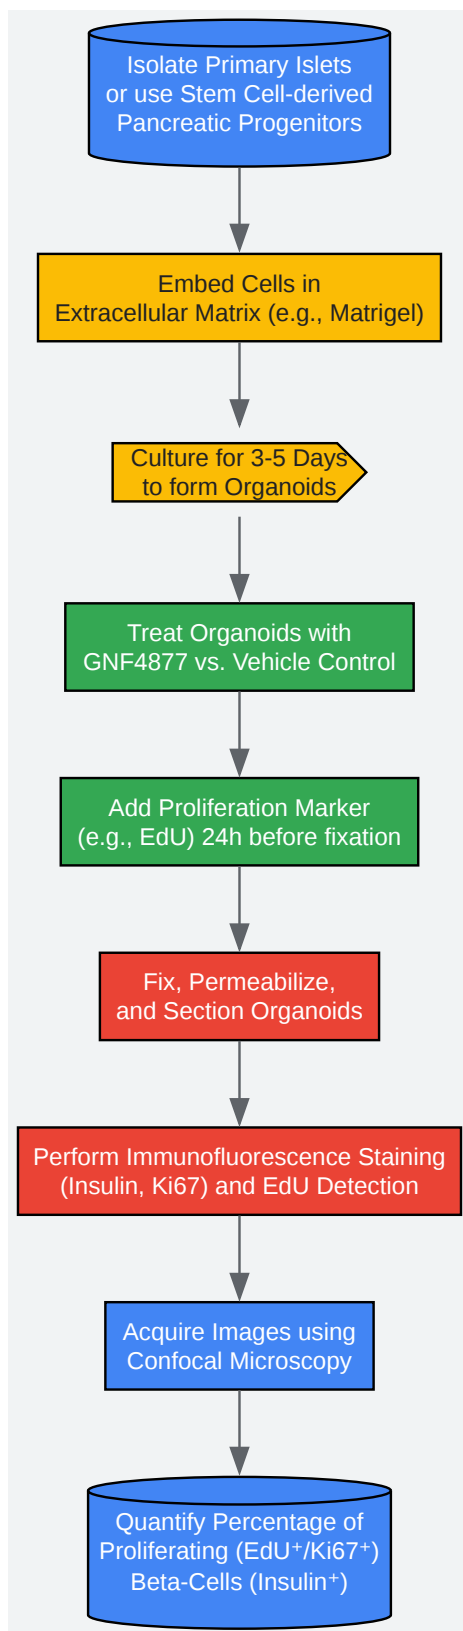 Isolate Primary Islets
or use Stem Cell-derived
Pancreatic Progenitors
Embed Cells in
Extracellular Matrix (e.g., Matrigel)
Culture for 3-5 Days
to form Organoids
Treat Organoids with
GNF4877 vs. Vehicle Control
Add Proliferation Marker
(e.g., EdU) 24h before fixation
Fix, Permeabilize,
and Section Organoids
Perform Immunofluorescence Staining
(Insulin, Ki67) and EdU Detection
Acquire Images using
Confocal Microscopy
Quantify Percentage of
Proliferating (EdU⁺/Ki67⁺)
Beta-Cells (Insulin⁺)